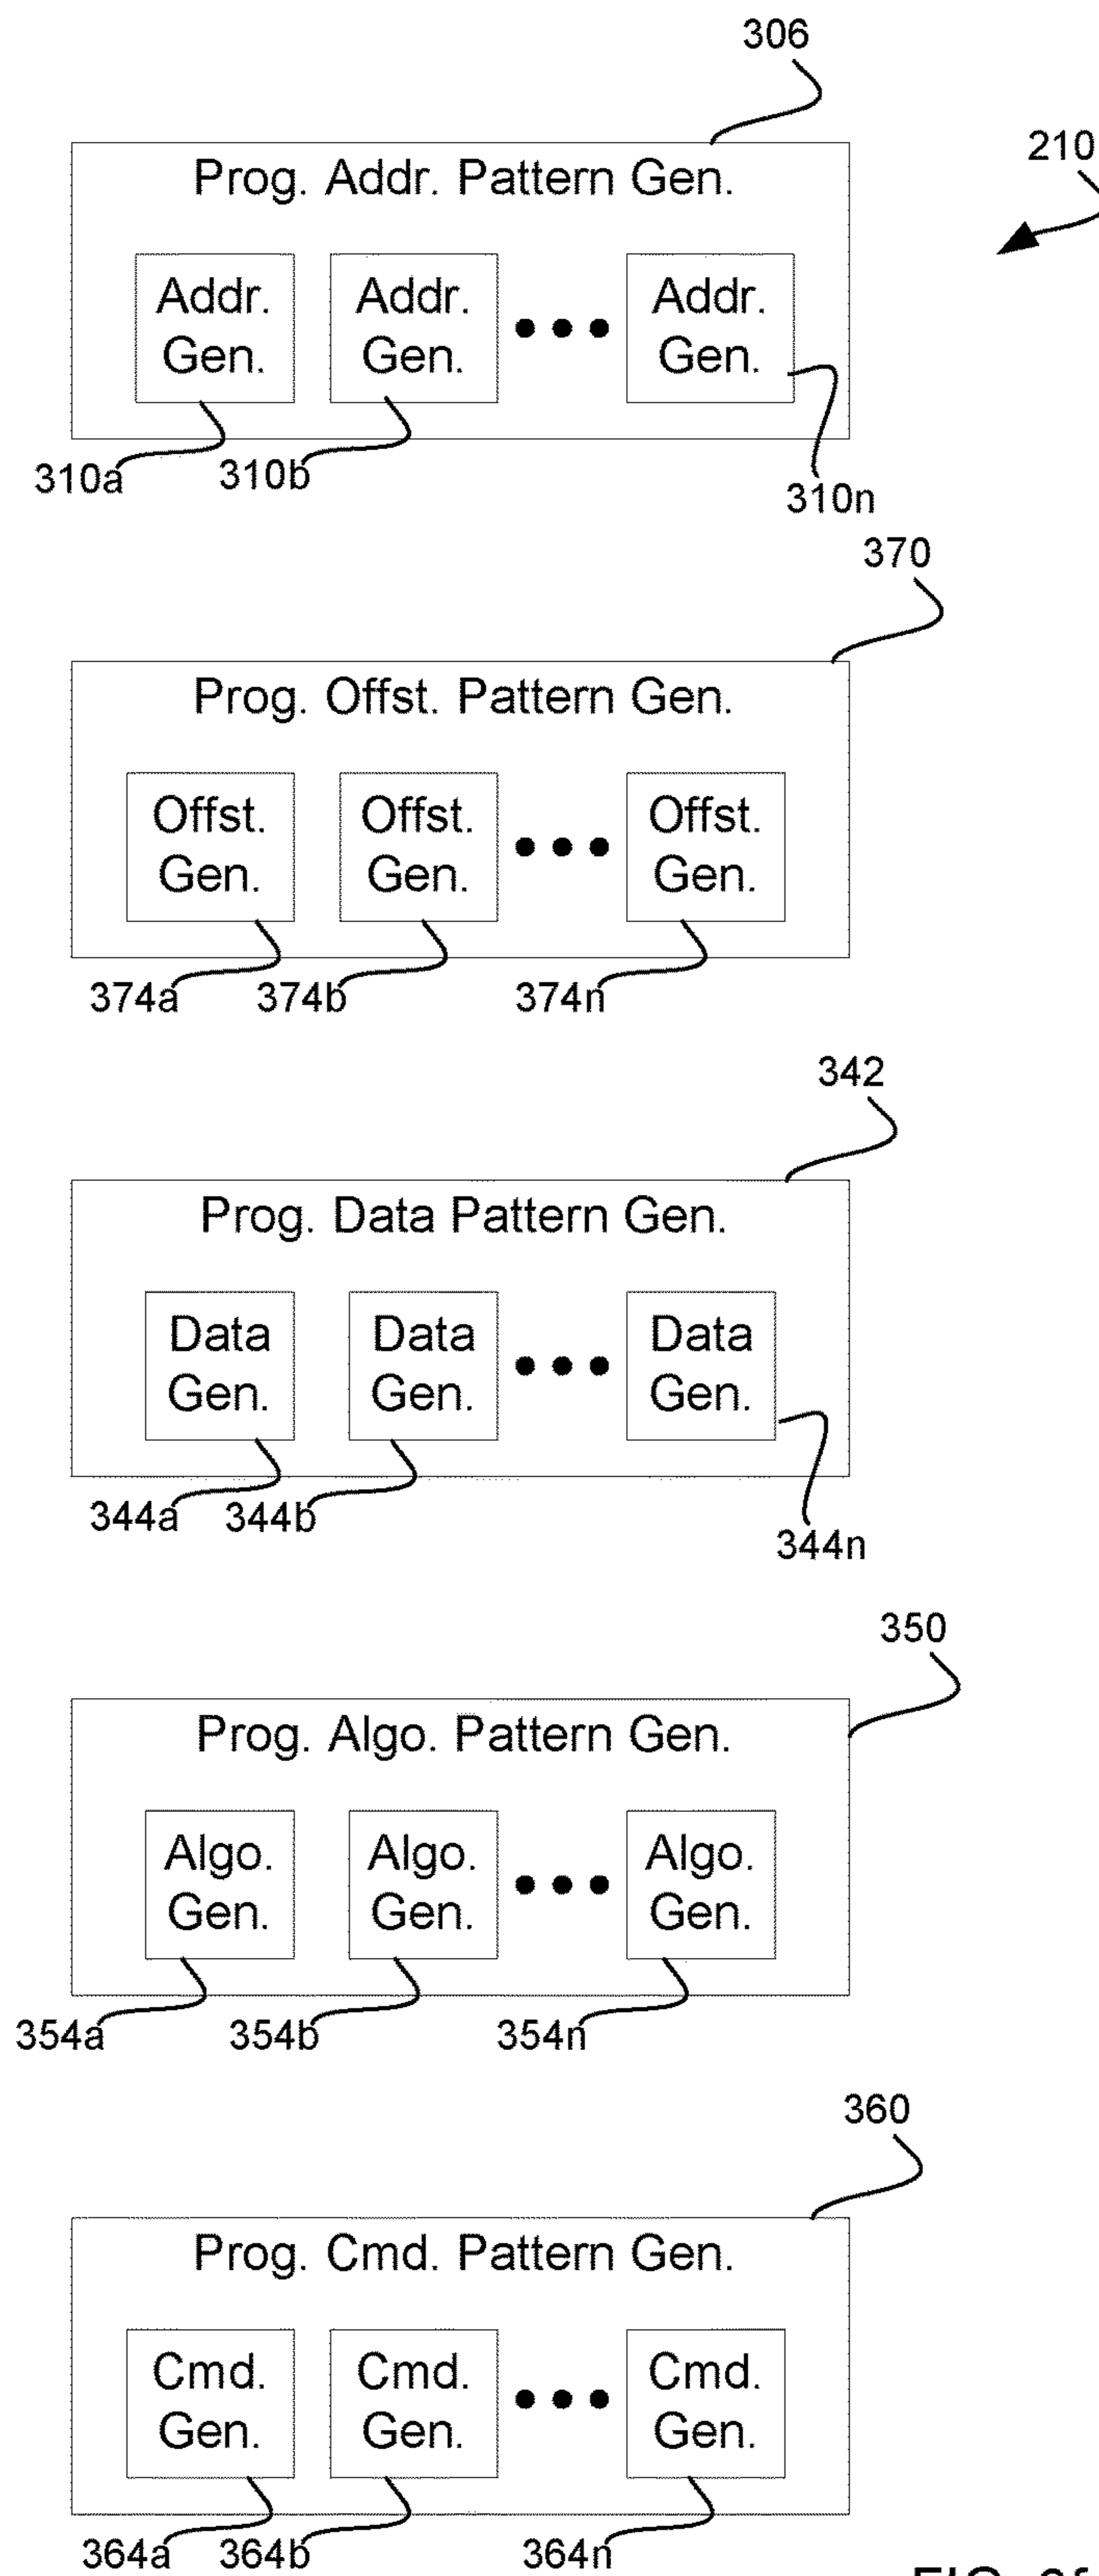 306
210
Prog. Addr. Pattern Gen.
Addr. Addr. Addr.
Gen. Gen. ●●● Gen.
310a 310b 310n
370
Prog. Offst. Pattern Gen.
Offst. Offst. Offst.
Gen. Gen. ●●● Gen.
374a 374b 374n
342
Prog. Data Pattern Gen.
Data Data Data
Gen. Gen. ●●● Gen.
344a 344b 344n
350
Prog. Algo. Pattern Gen.
Algo. Algo. Algo.
Gen. Gen. ●●● Gen.
354a 354b 354n
360
Prog. Cmd. Pattern Gen.
Cmd. Cmd. Cmd.
Gen. Gen. ●●● Gen.
364a 364b 364n